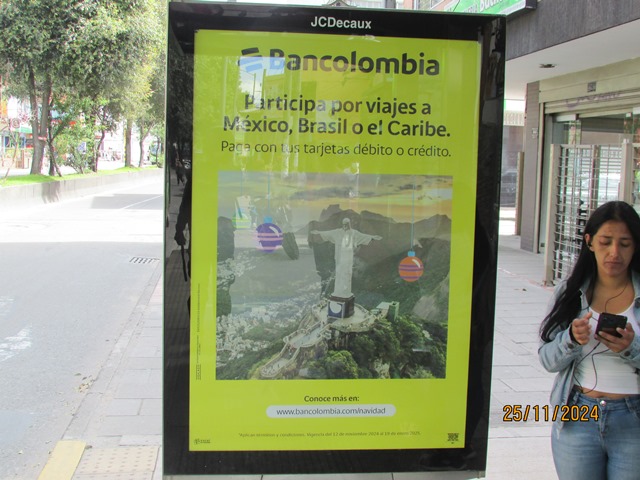 JCDecaux
Bancolombia
Participa por viajes a
México, Brasil o el Caribe.
Paga con tus tarjetas débito o crédito.
Conoce más en:
www.bancolombia.com/navidad
25/11/2024